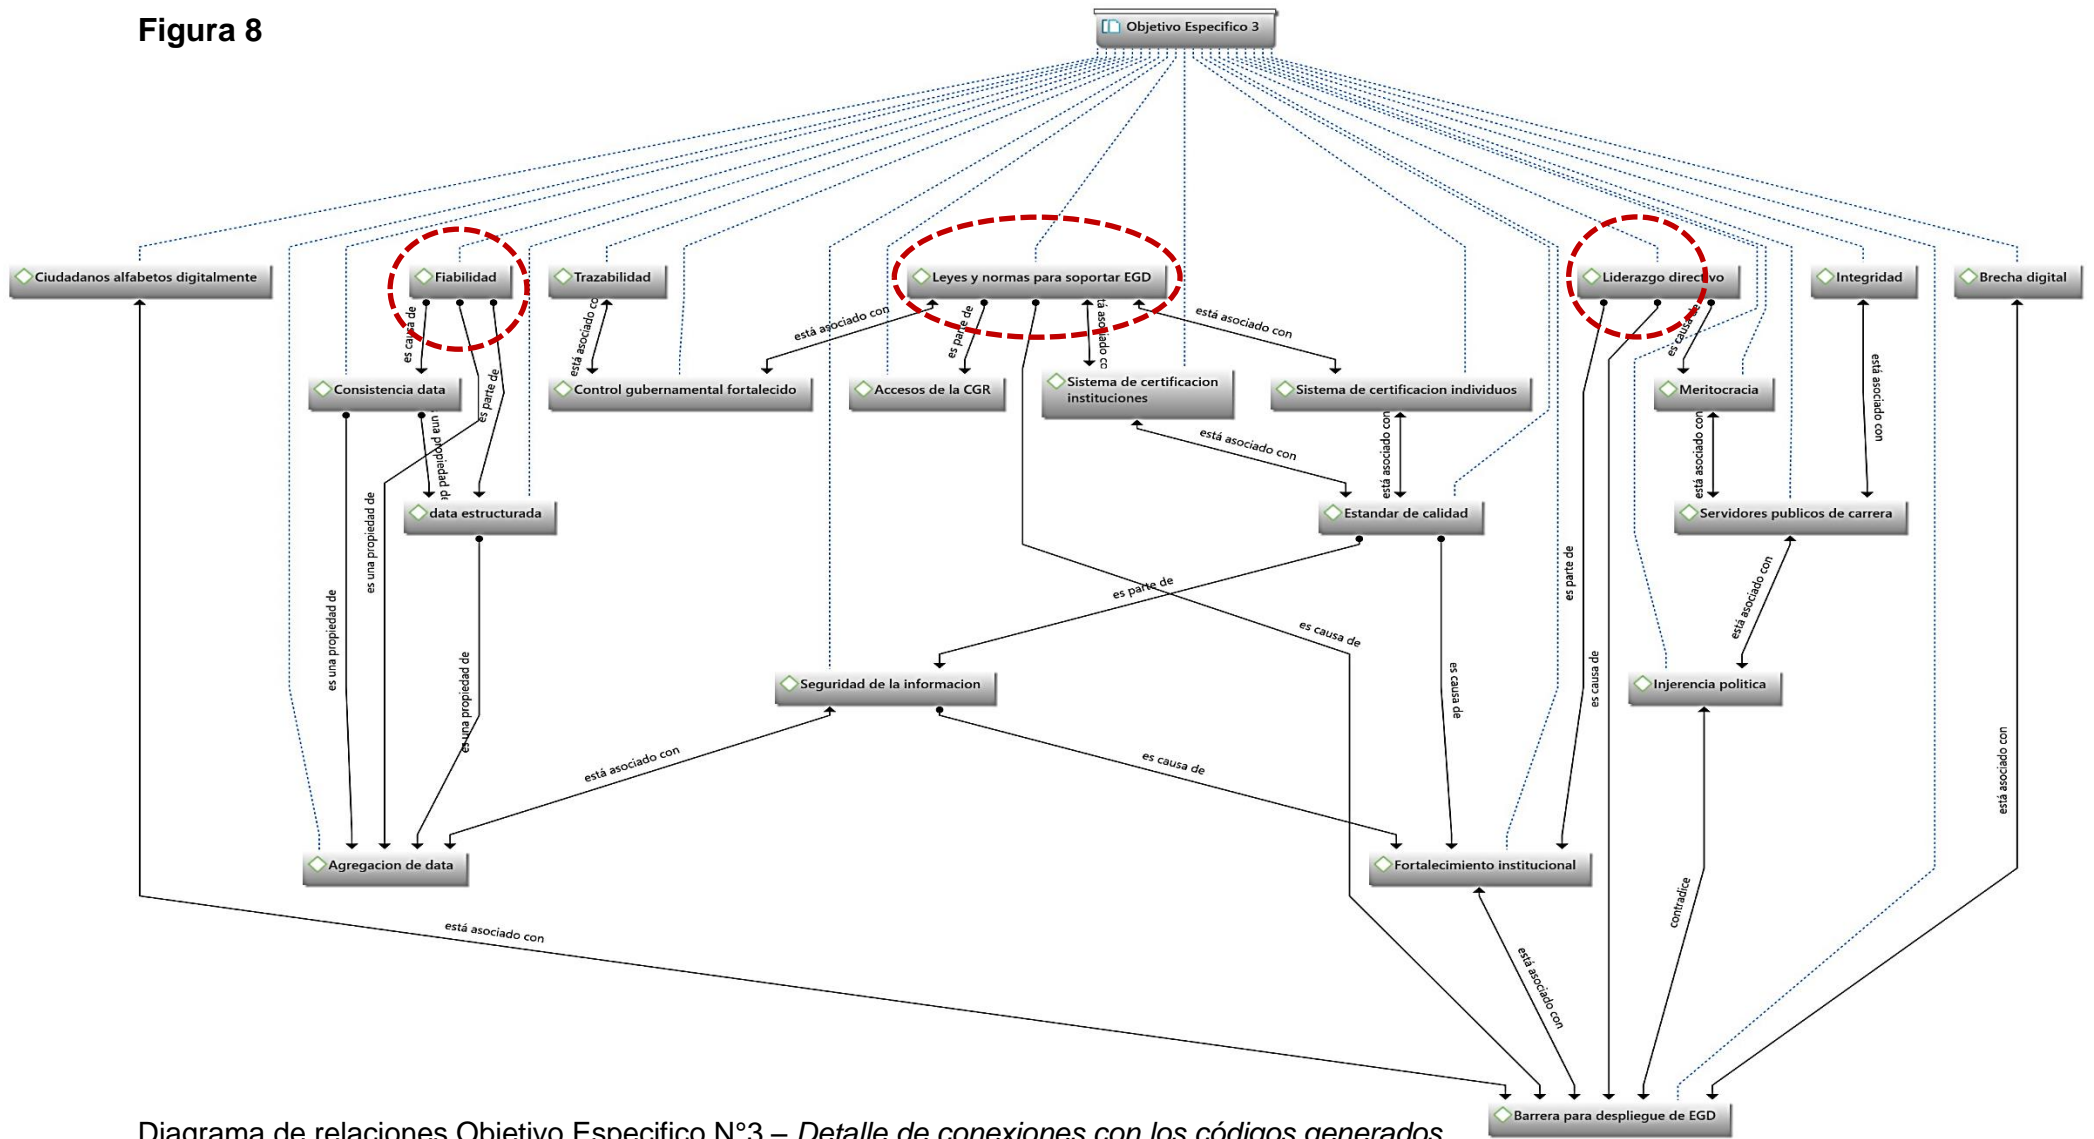 Figura 8
Objetivo Especifico 3
Ciudadanos alfabetos digitalmente
Fiabilidad
Trazabilidad
Leyes y normas para soportar EGD
Liderazgo directivo
Integridad
Brecha digital
es causa de
está asociado co
está asociado con
es parte de
stá asociado co
está asociado con
es causa de
Consistencia data
es parte de
Control gubernamental fortalecido
Accesos de la CGR
Sistema de certificacion
instituciones
Sistema de certificacion individuos
Meritocracia
está asociado con
una propiedad de
está asociado con
está asociado con
está asociado con
data estructurada
Estandar de calidad
Servidores publicos de carrera
es una propiedad de
es parte de
es parte de
está asociado con
es una propiedad de
es causa de
es causa de
Seguridad de la informacion
Injerencia politica
es una propiedad de
es causa de
está asociado con
es causa de
está asociado con
Agregacion de data
Fortalecimiento institucional
contradice
está asociado con
está asociado con
Barrera para despliegue de EGD
Diagrama de relaciones Objetivo Especifico N°3 – Detalle de conexiones con los códigos generados